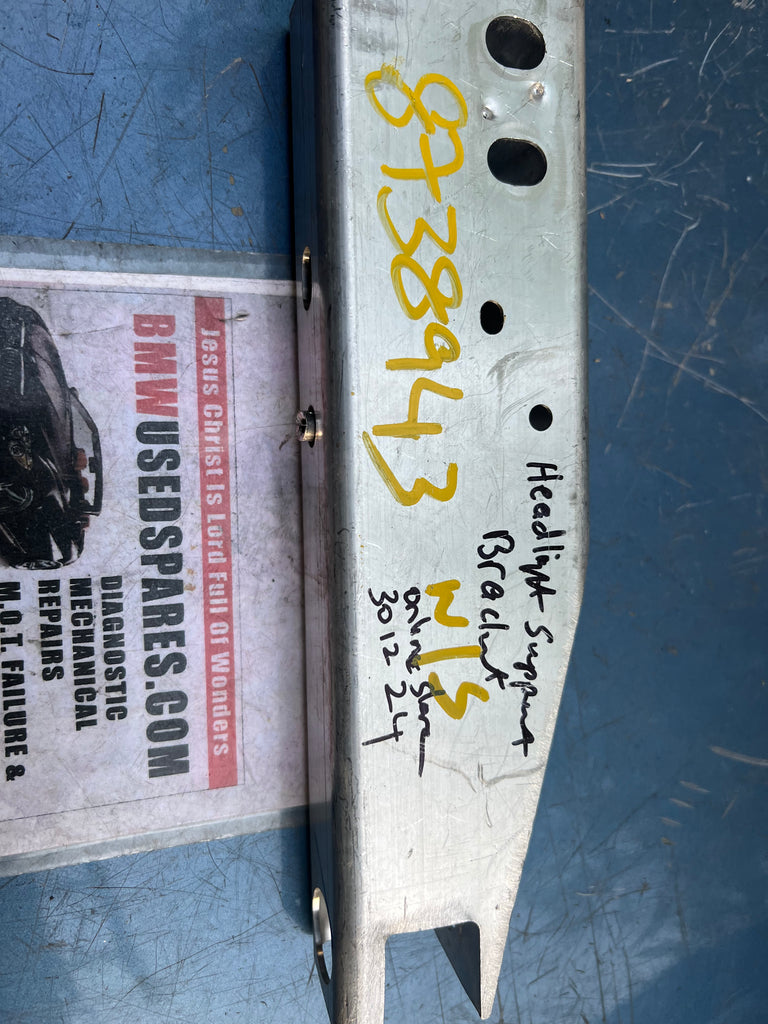 8738943
N/S
Headlight Support
Bracket
online store
30 12 24
Jesus Christ Is Lord Full Of Wonders
BMWUSEDSPARES.COM
DIAGNOSTIC
MECHANICAL
REPAIRS
M.O.T. FAILURE &